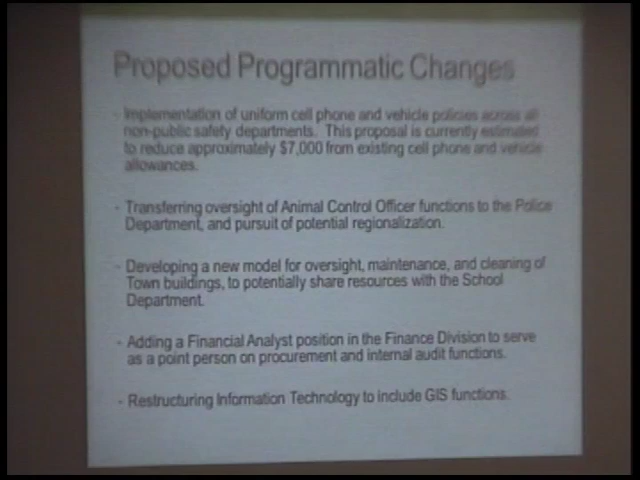 Proposed Programmatic Changes
- Implementation of uniform cell phone and vehicle policies across all
non-public safety departments. This proposal is currently estimated
to reduce approximately $7,000 from existing cell phone and vehicle
allowances.
- Transferring oversight of Animal Control Officer functions to the Police
Department, and pursuit of potential regionalization.
- Developing a new model for oversight, maintenance, and cleaning of
Town buildings, to potentially share resources with the School
Department.
- Adding a Financial Analyst position in the Finance Division to serve
as a point person on procurement and internal audit functions.
- Restructuring Information Technology to include GIS functions.